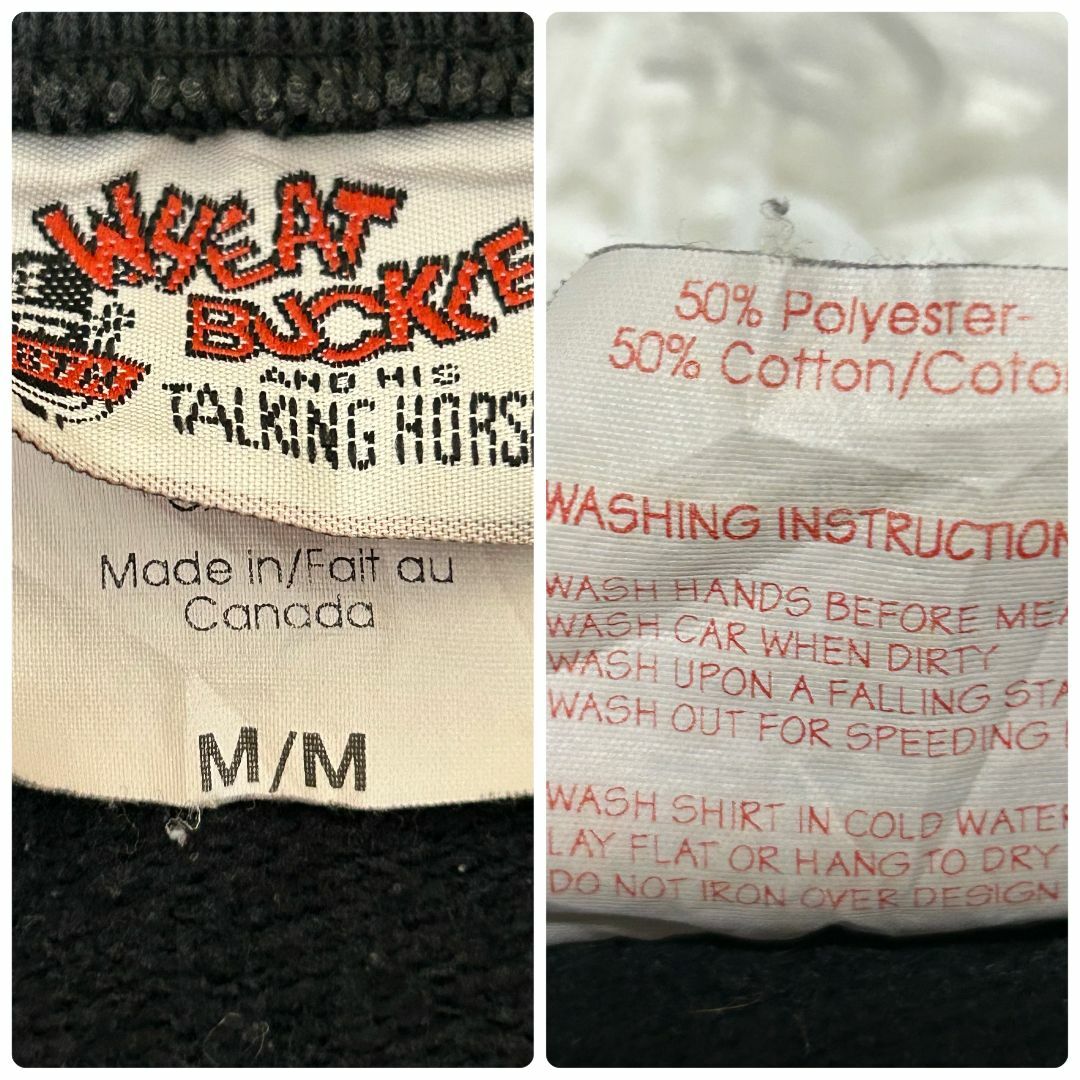 WYEAT
BUCKLE
AND HIS
TALKING HORS
Made in/Fait au
Canada
M/M
50% Polyester-
50% Cotton/Coto
WASHING INSTRUCTION
WASH HANDS BEFORE MEA
WASH CAR WHEN DIRTY
WASH UPON A FALLING STA
WASH OUT FOR SPEEDING
WASH SHIRT IN COLD WATER
LAY FLAT OR HANG TO DRY
DO NOT IRON OVER DESIGN